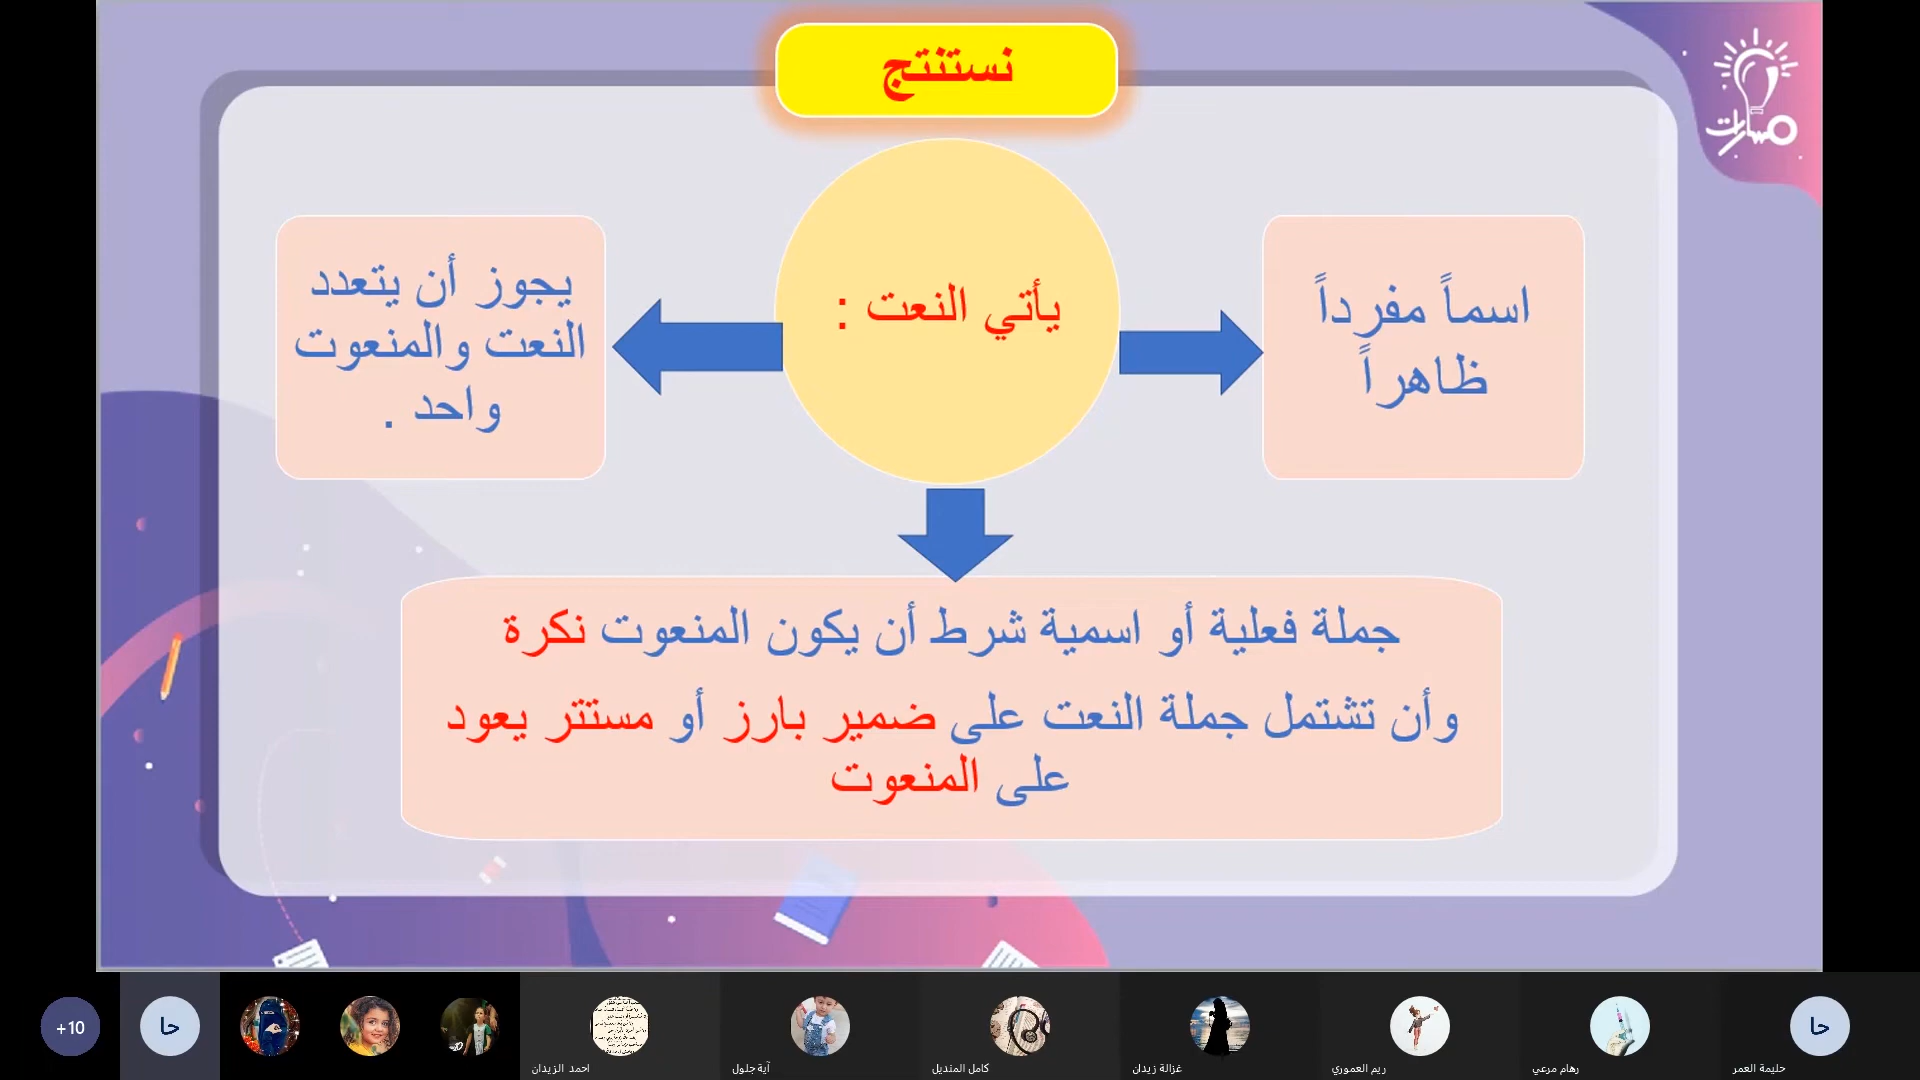 نستنتج
مسارات
يأتي النعت :
اسماً مفرداً
ظاهراً
يجوز أن يتعدد
النعت والمنعوت
واحد .
جملة فعلية أو اسمية شرط أن يكون المنعوت نكرة
وأن تشتمل جملة النعت على ضمير بارز أو مستتر يعود
على المنعوت
حا
حليمة العمر
رهام مرعي
ريم العموري
غزالة زيدان
كامل المنديل
آية جلول
احمد الزيدان
حا
+10